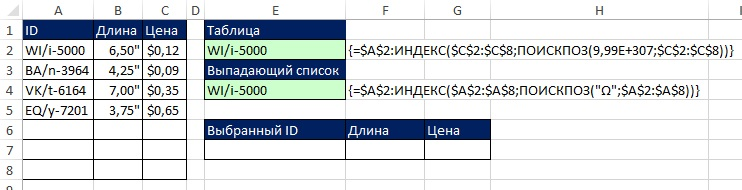 A B C D E F G H
1 ID Длина Цена Таблица
2 WI/i-5000 6,50" $0,12 WI/i-5000 {=$A$2:ИНДЕКС($C$2:$C$8;ПОИСКПОЗ(9,99E+307;$C$2:$C$8))}
3 BA/n-3964 4,25" $0,09 Выпадающий список
4 VK/t-6164 7,00" $0,35 WI/i-5000 {=$A$2:ИНДЕКС($A$2:$A$8;ПОИСКПОЗ("Ω";$A$2:$A$8))}
5 EQ/y-7201 3,75" $0,65
6 Выбранный ID Длина Цена
7
8
9